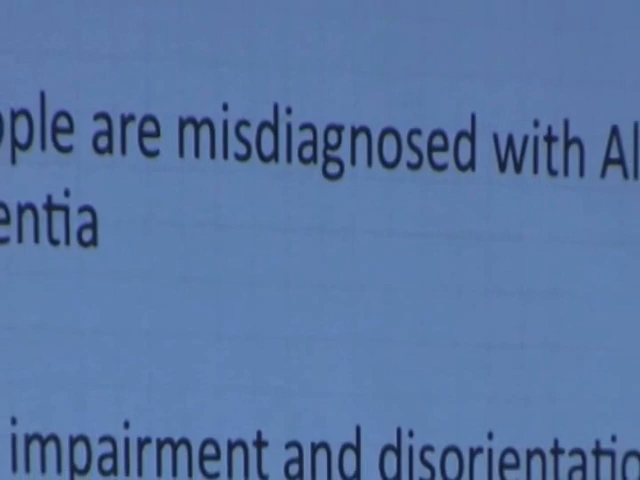 ople are misdiagnosed with Al
entia
impairment and disorientatio